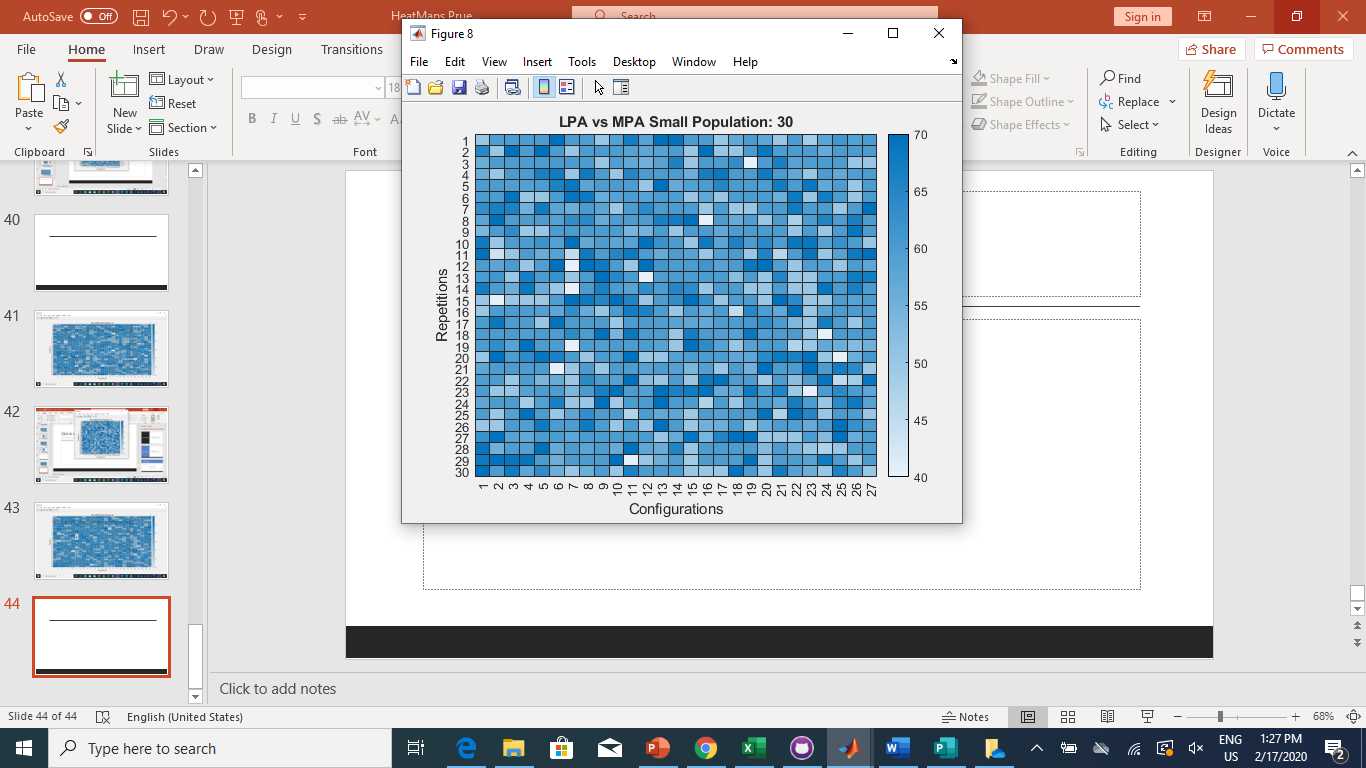 AutoSave Off
HeatMaps Prue...
Search
Sign in
File Home Insert Draw Design Transitions
Share Comments
Paste
Clipboard
New
Slide
Layout
Reset
Section
Slides
18
B I U S ab AV
Font
Shape Fill
Shape Outline
Shape Effects
Find
Replace
Select
Editing
Design
Ideas
Designer
Dictate
Voice
Figure 8
File Edit View Insert Tools Desktop Window Help
LPA vs MPA Small Population: 30
Repetitions
1
2
3
4
5
6
7
8
9
10
11
12
13
14
15
16
17
18
19
20
21
22
23
24
25
26
27
28
29
30
1 2 3 4 5 6 7 8 9 10 11 12 13 14 15 16 17 18 19 20 21 22 23 24 25 26 27
Configurations
70
65
60
55
50
45
40
40
41
42
43
44
Click to add notes
Slide 44 of 44 English (United States) Notes 68%
Type here to search
ENG
US
1:27 PM
2/17/2020
2